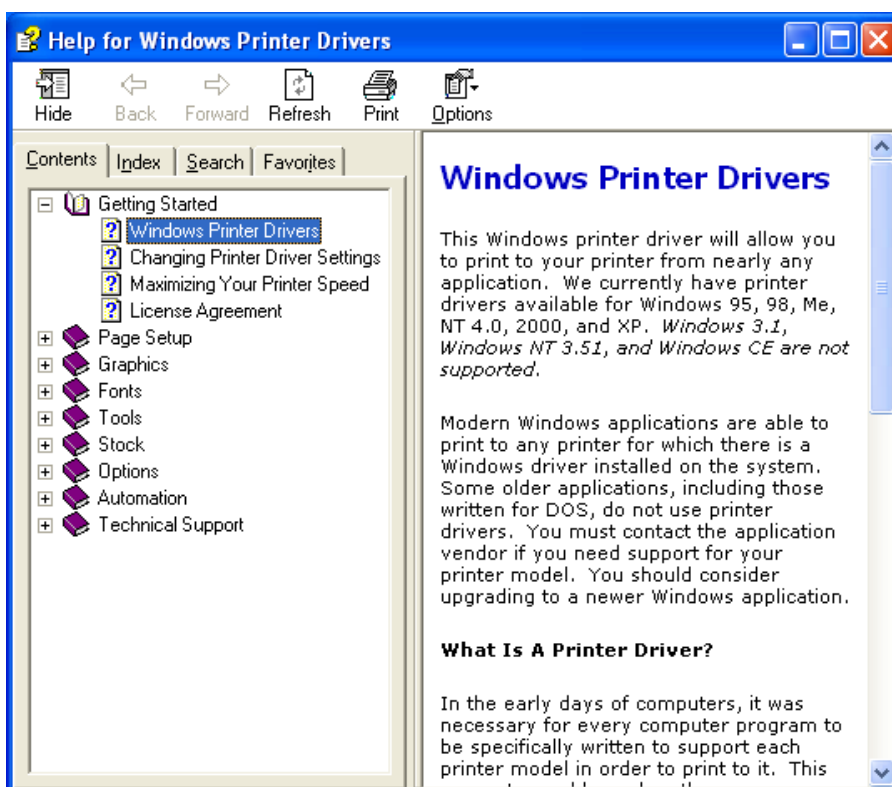 Help for Windows Printer Drivers
Hide Back Forward Refresh Print Options
Contents Index Search Favorites
Getting Started
Windows Printer Drivers
Changing Printer Driver Settings
Maximizing Your Printer Speed
License Agreement
Page Setup
Graphics
Fonts
Tools
Stock
Options
Automation
Technical Support
Windows Printer Drivers
This Windows printer driver will allow you
to print to your printer from nearly any
application. We currently have printer
drivers available for Windows 95, 98, Me,
NT 4.0, 2000, and XP. Windows 3.1,
Windows NT 3.51, and Windows CE are not
supported.
Modern Windows applications are able to
print to any printer for which there is a
Windows driver installed on the system.
Some older applications, including those
written for DOS, do not use printer
drivers. You must contact the application
vendor if you need support for your
printer model. You should consider
upgrading to a newer Windows application.
What Is A Printer Driver?
In the early days of computers, it was
necessary for every computer program to
be specifically written to support each
printer model in order to print to it. This